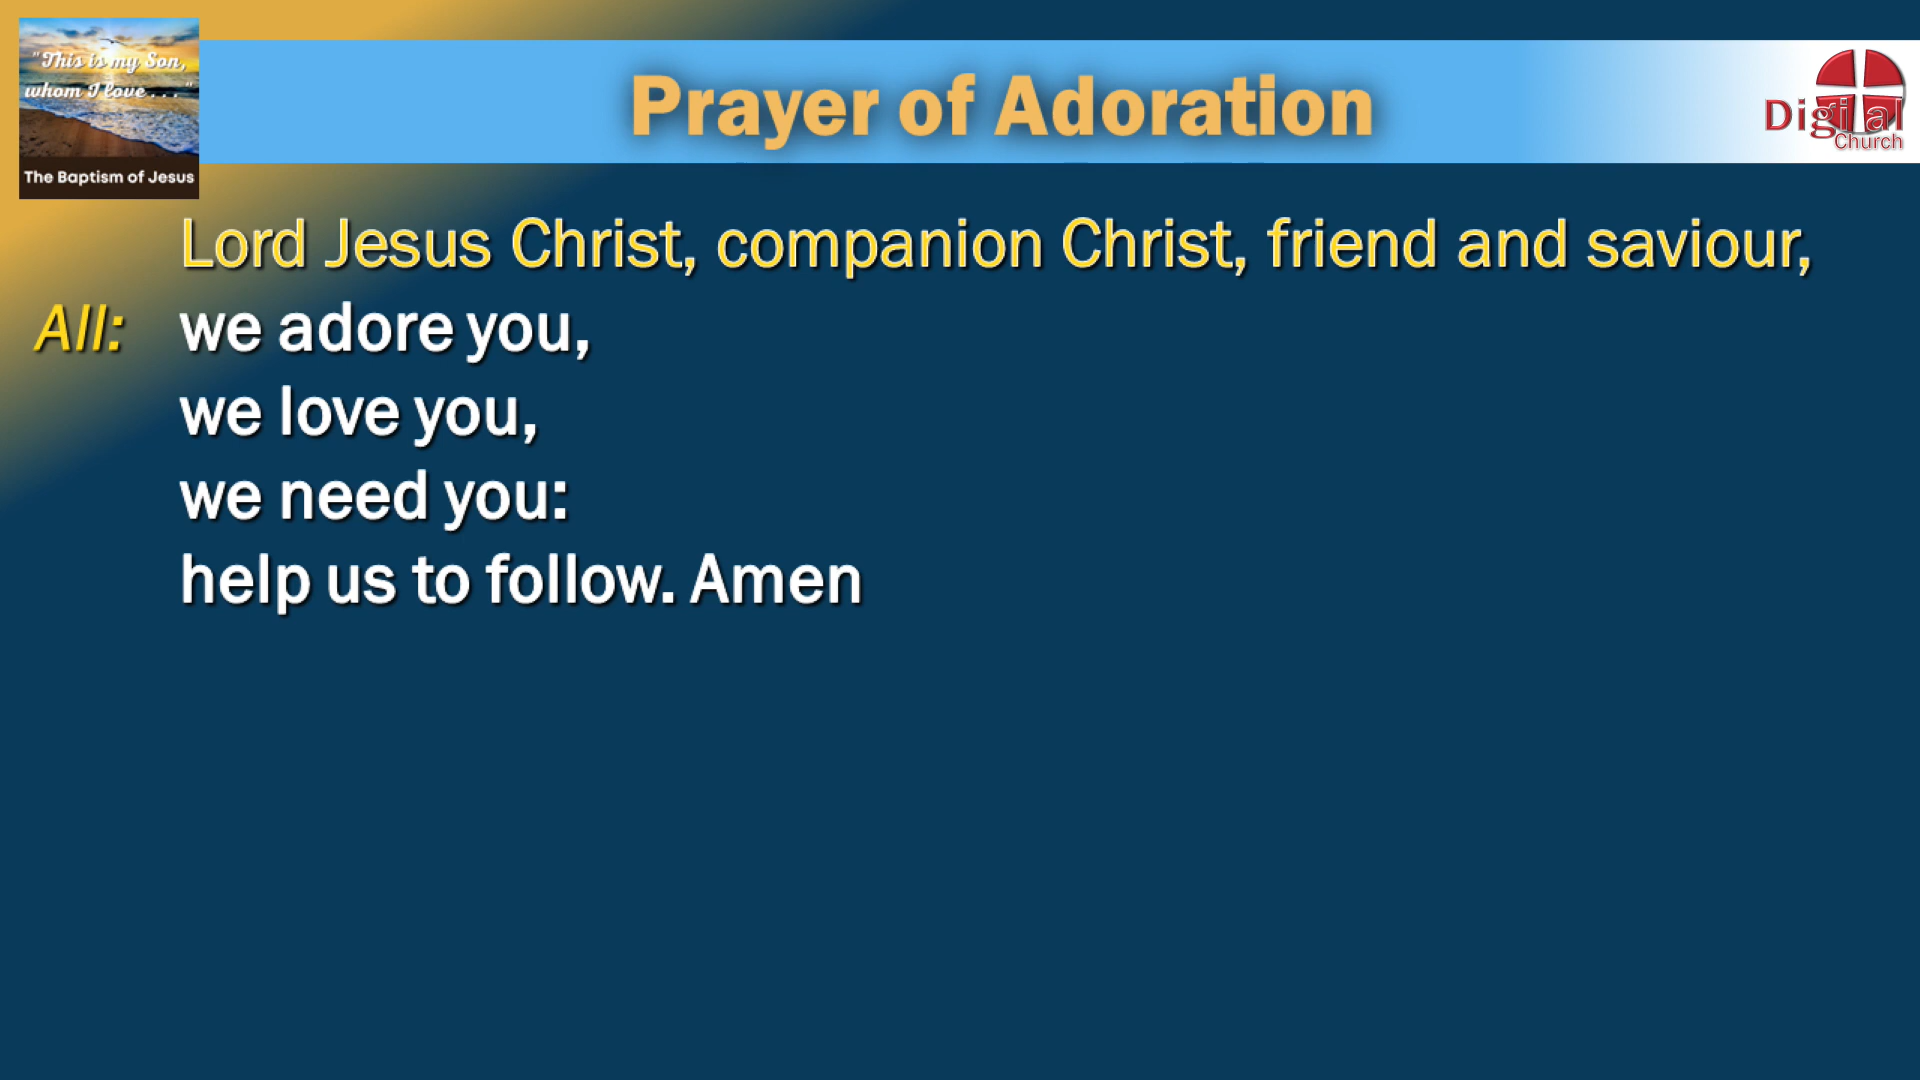 "This is my Son,
whom I love . . ."
The Baptism of Jesus
Prayer of Adoration
Digital
Church
Lord Jesus Christ, companion Christ, friend and saviour,
All: we adore you,
we love you,
we need you:
help us to follow. Amen